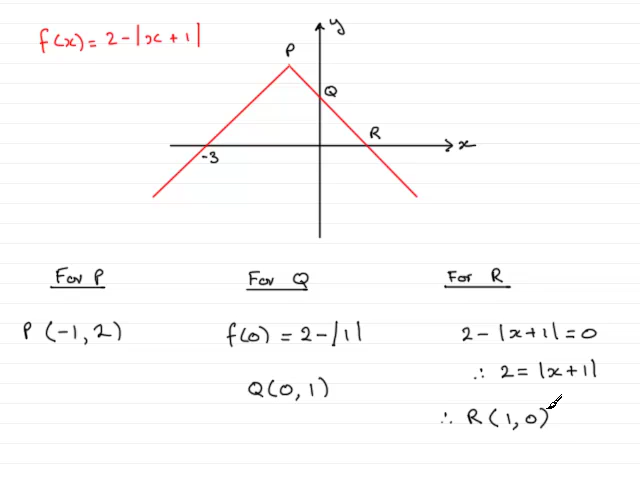 f(x) = 2 - |x + 1|
y
P
Q
R
x
-3
For P
P (-1, 2)
For Q
f(0) = 2 - |1|
Q(0, 1)
For R
2 - |x + 1| = 0
∴ 2 = |x + 1|
∴ R (1, 0)